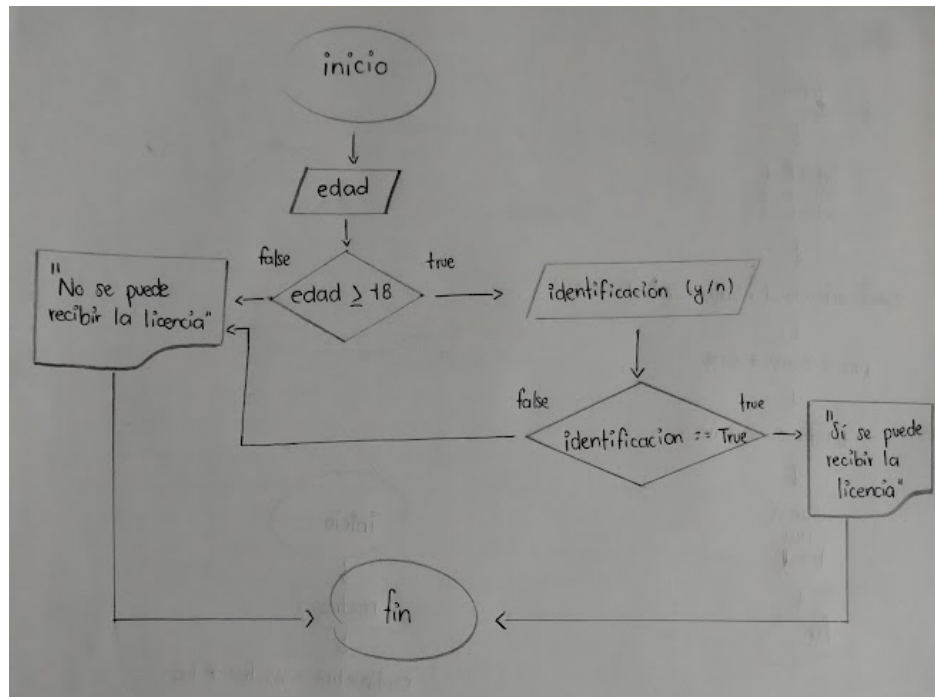 inicio
edad
false
true
edad ≥ 18
identificación (y/n)
"No se puede
recibir la licencia"
false
true
identificacion == True
"Sí se puede
recibir la
licencia"
fin
inicio